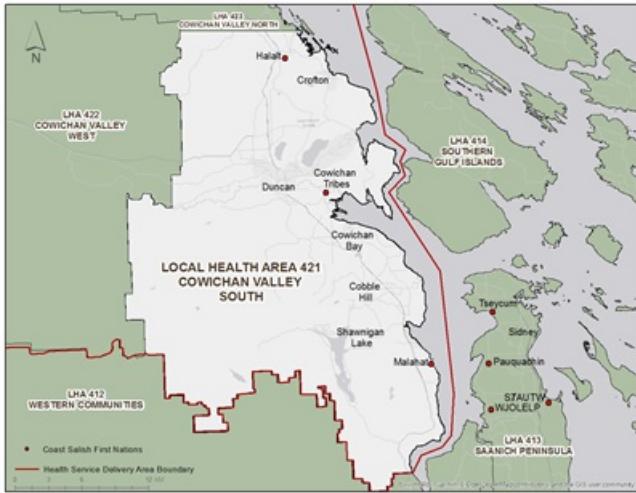 LHA 423
COWICHAN VALLEY NORTH
N
Halalt
Crofton
LHA 422
COWICHAN VALLEY
WEST
LHA 414
SOUTHERN
GULF ISLANDS
Cowichan
Tribes
Duncan
Cowichan
Bay
LOCAL HEALTH AREA 421
COWICHAN VALLEY
SOUTH
Cobble
Hill
Tseycum
Sidney
Shawnigan
Lake
Malahat
Pauquachin
LHA 412
WESTERN COMMUNITIES
STAUTW
WJOLELP
LHA 413
SAANICH PENINSULA
Coast Salish First Nations
Health Service Delivery Area Boundary